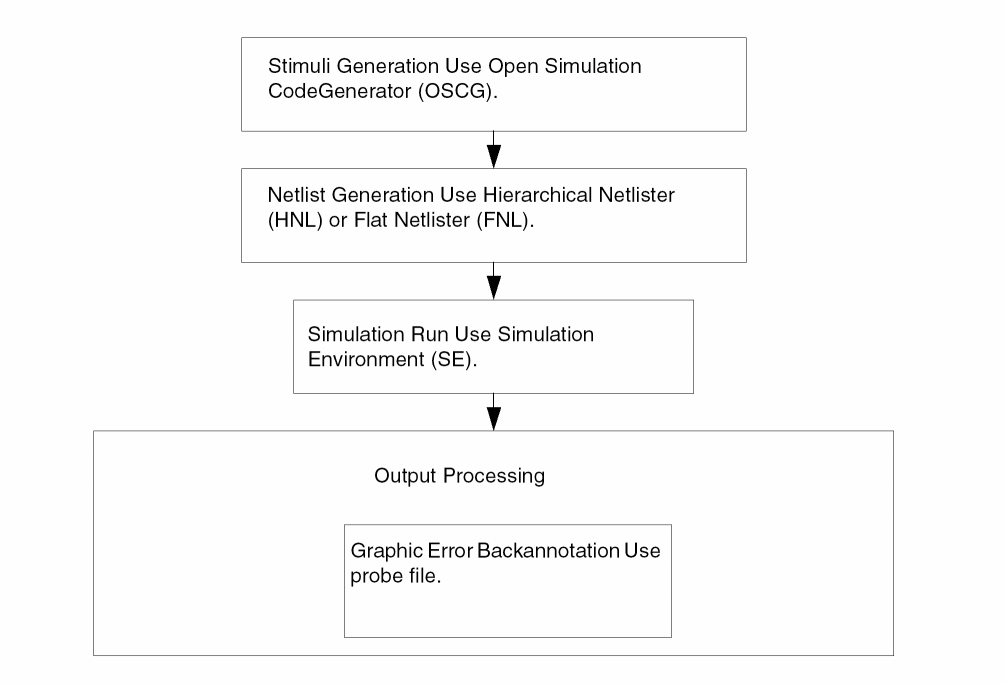 Stimuli Generation Use Open Simulation
CodeGenerator (OSCG).
Netlist Generation Use Hierarchical Netlister
(HNL) or Flat Netlister (FNL).
Simulation Run Use Simulation
Environment (SE).
Output Processing
Graphic Error Backannotation Use
probe file.